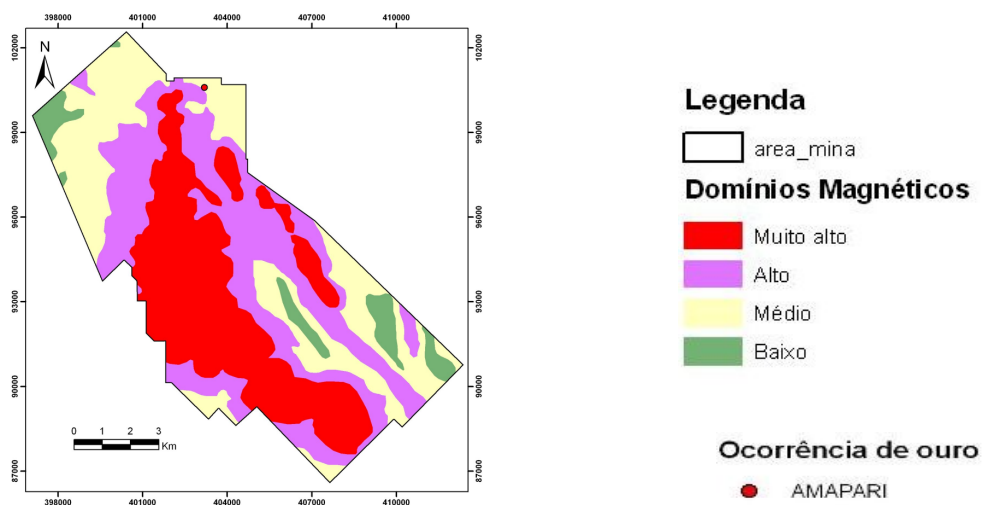 398000 401000 404000 407000 410000
102000
99000
96000
93000
90000
87000
102000
99000
96000
93000
90000
87000
N
0 1 2 3
Km
398000 401000 404000 407000 410000
Legenda
area_mina
Domínios Magnéticos
Muito alto
Alto
Médio
Baixo
Ocorrência de ouro
AMAPARI